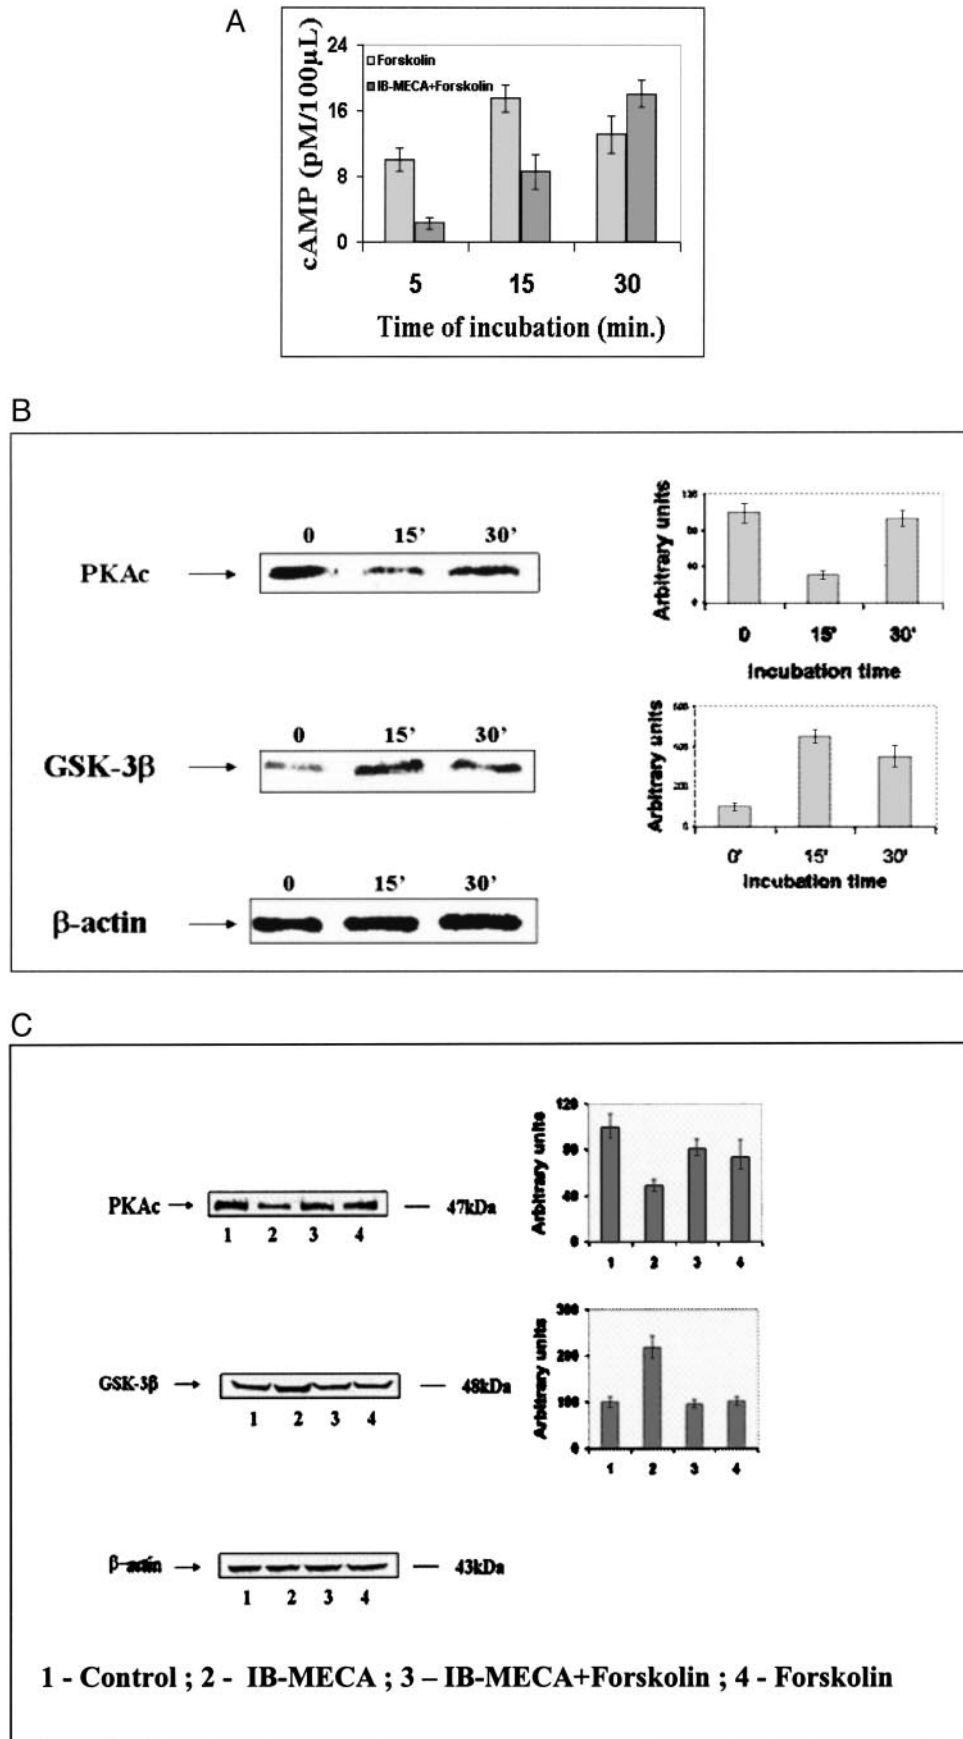 A
24
16
8
0
cAMP (pM/100µL)
Forskolin
IB-MECA+Forskolin
5 15 30
Time of incubation (min.)
B
0 15’ 30’
PKAc
Arbitrary units
0 15' 30'
Incubation time
0 15’ 30’
GSK-3β
Arbitrary units
0' 15' 30'
Incubation time
0 15’ 30’
β-actin
C
PKAc
47kDa
1 2 3 4
Arbitrary units
120
80
40
0
1 2 3 4
GSK-3β
48kDa
1 2 3 4
Arbitrary units
300
200
100
0
1 2 3 4
β-actin
43kDa
1 2 3 4
1 - Control ; 2 - IB-MECA ; 3 – IB-MECA+Forskolin ; 4 - Forskolin